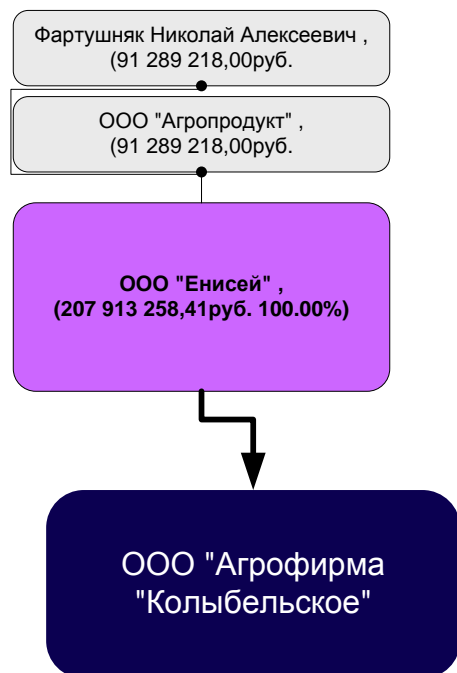 Фартушняк Николай Алексеевич ,
(91 289 218,00руб.
ООО "Агропродукт" ,
(91 289 218,00руб.
ООО "Енисей" ,
(207 913 258,41руб. 100.00%)
ООО "Агрофирма
"Колыбельское"